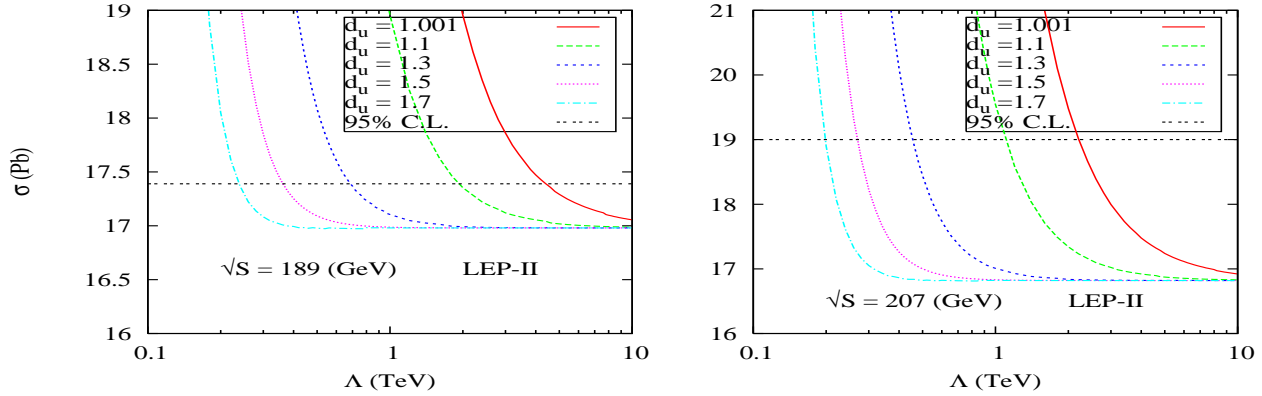 19
18.5
18
17.5
17
16.5
16
σ (Pb)
d_u = 1.001
d_u = 1.1
d_u = 1.3
d_u = 1.5
d_u = 1.7
95% C.L.
√S = 189 (GeV) LEP-II
0.1 1 10
Λ (TeV)
21
20
19
18
17
16
15
d_u = 1.001
d_u = 1.1
d_u = 1.3
d_u =1.5
d_u = 1.7
95% C.L.
√S = 207 (GeV) LEP-II
0.1 1 10
Λ (TeV)